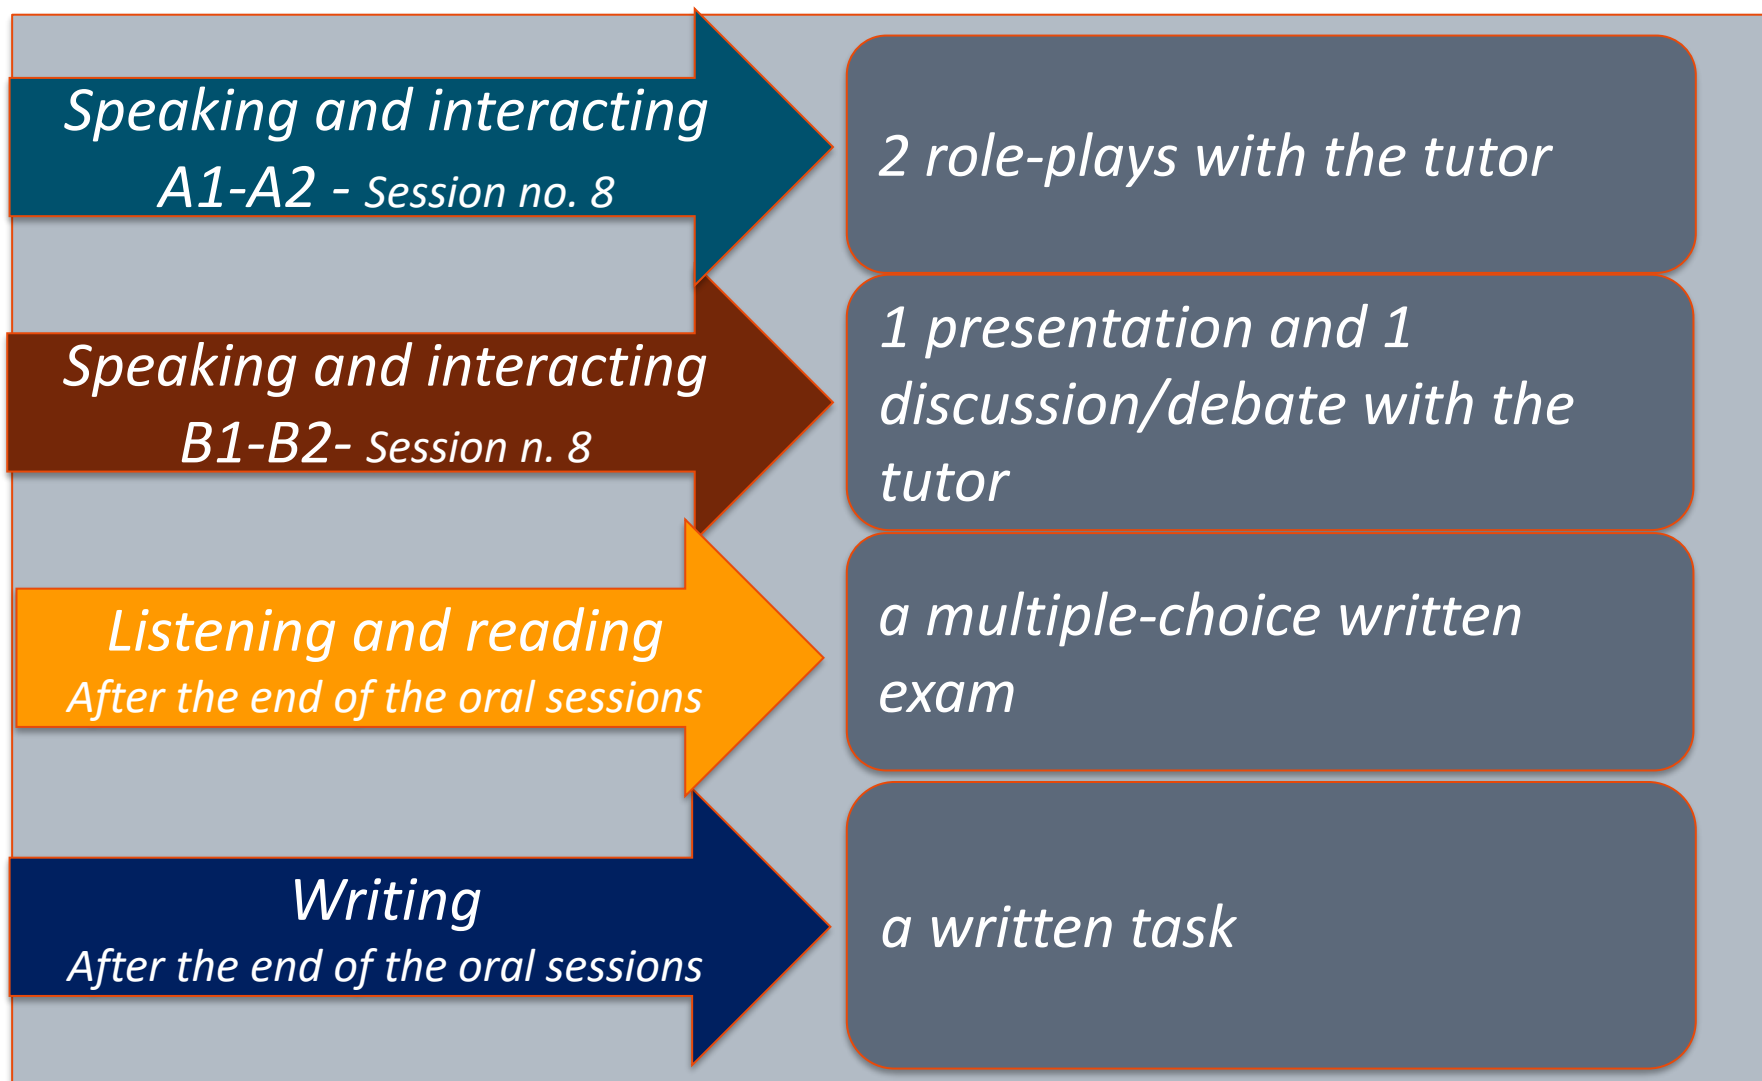 Speaking and interacting
A1-A2 - Session no. 8
2 role-plays with the tutor
Speaking and interacting
B1-B2- Session n. 8
1 presentation and 1
discussion/debate with the
tutor
Listening and reading
After the end of the oral sessions
a multiple-choice written
exam
Writing
After the end of the oral sessions
a written task